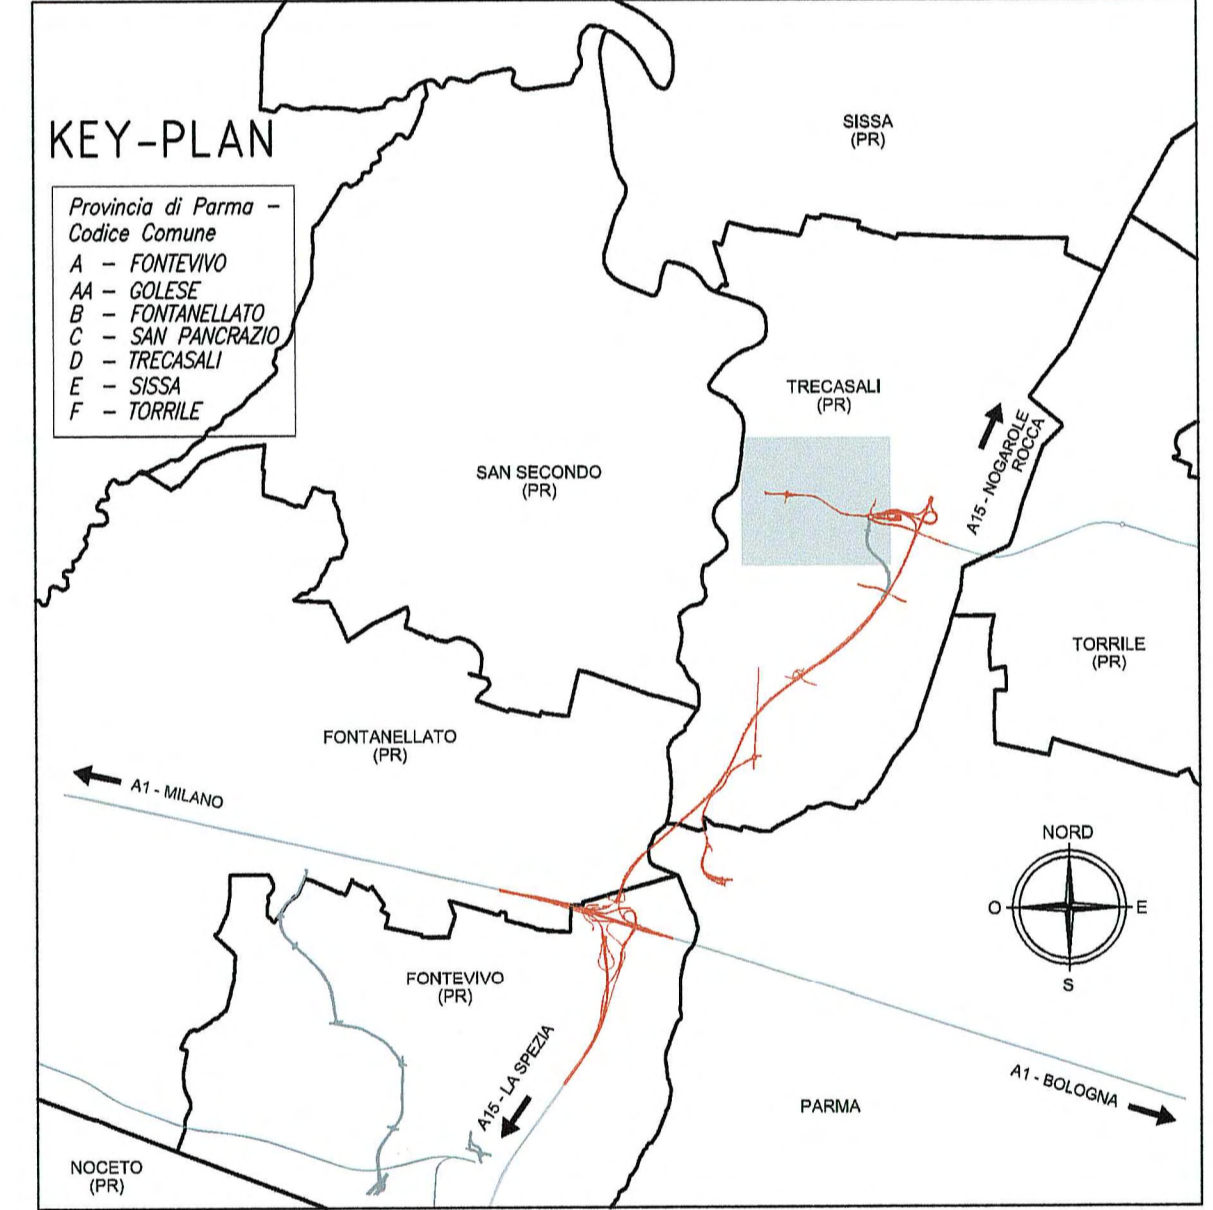 KEY-PLAN
Provincia di Parma -
Codice Comune
A - FONTEVIVO
AA - GOLESE
B - FONTANELLATO
C - SAN PANCRAZIO
D - TRECASALI
E - SISSA
F - TORRILE
SISSA
(PR)
TRECASALI
(PR)
A15 - NOGAROLE
ROCCA
SAN SECONDO
(PR)
TORRILE
(PR)
FONTANELLATO
(PR)
A1 - MILANO
NORD
O
E
S
FONTEVIVO
(PR)
A15 - LA SPEZIA
A1 - BOLOGNA
PARMA
NOCETO
(PR)